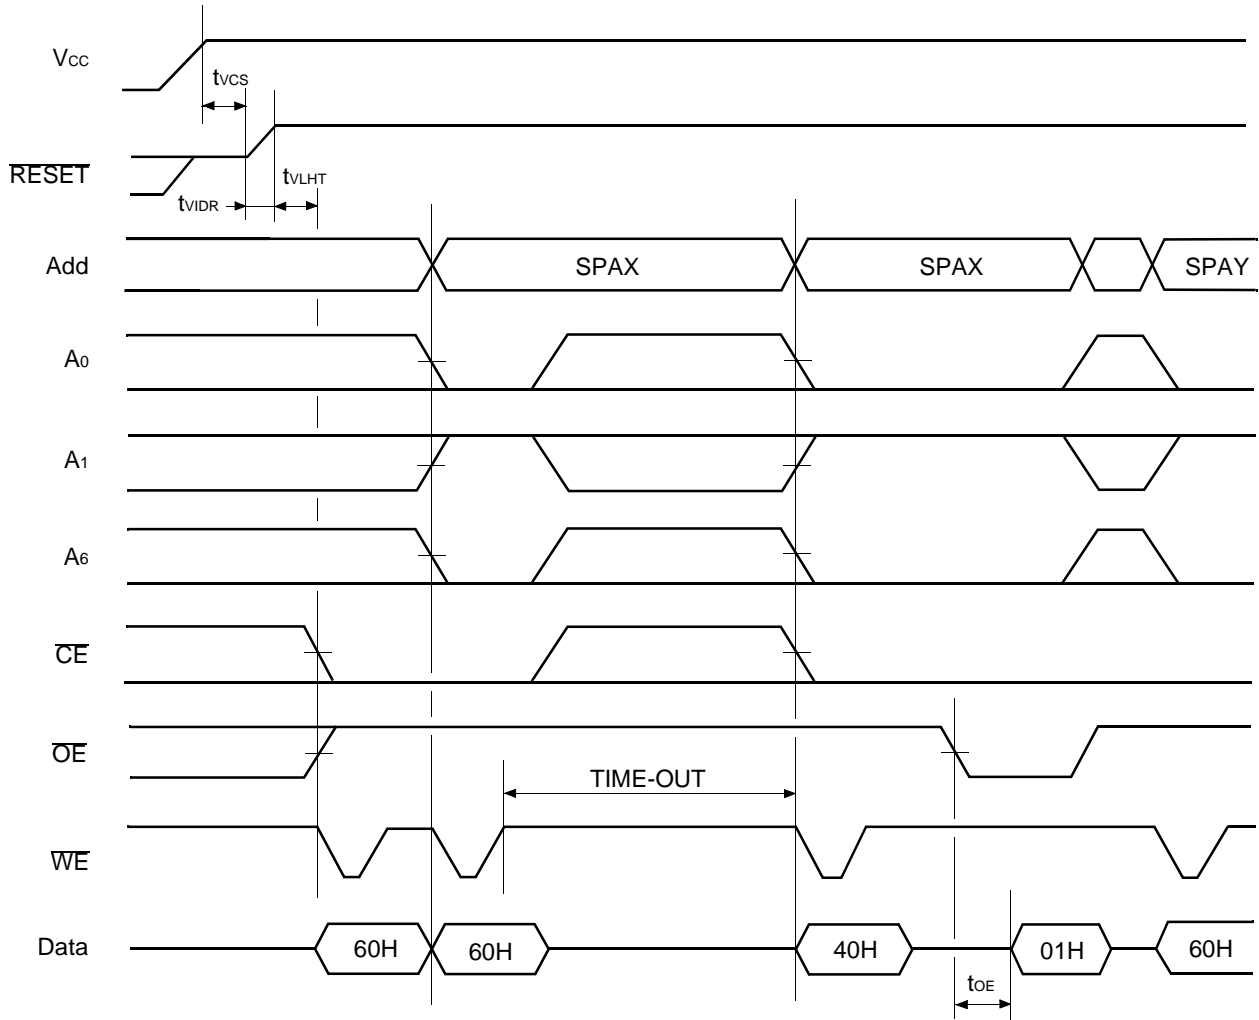 VCC
tVCS
RESET
tVLHT
tVIDR
Add
SPAX
SPAX
SPAY
A0
A1
A6
CE
OE
TIME-OUT
WE
Data
60H
60H
40H
01H
60H
tOE